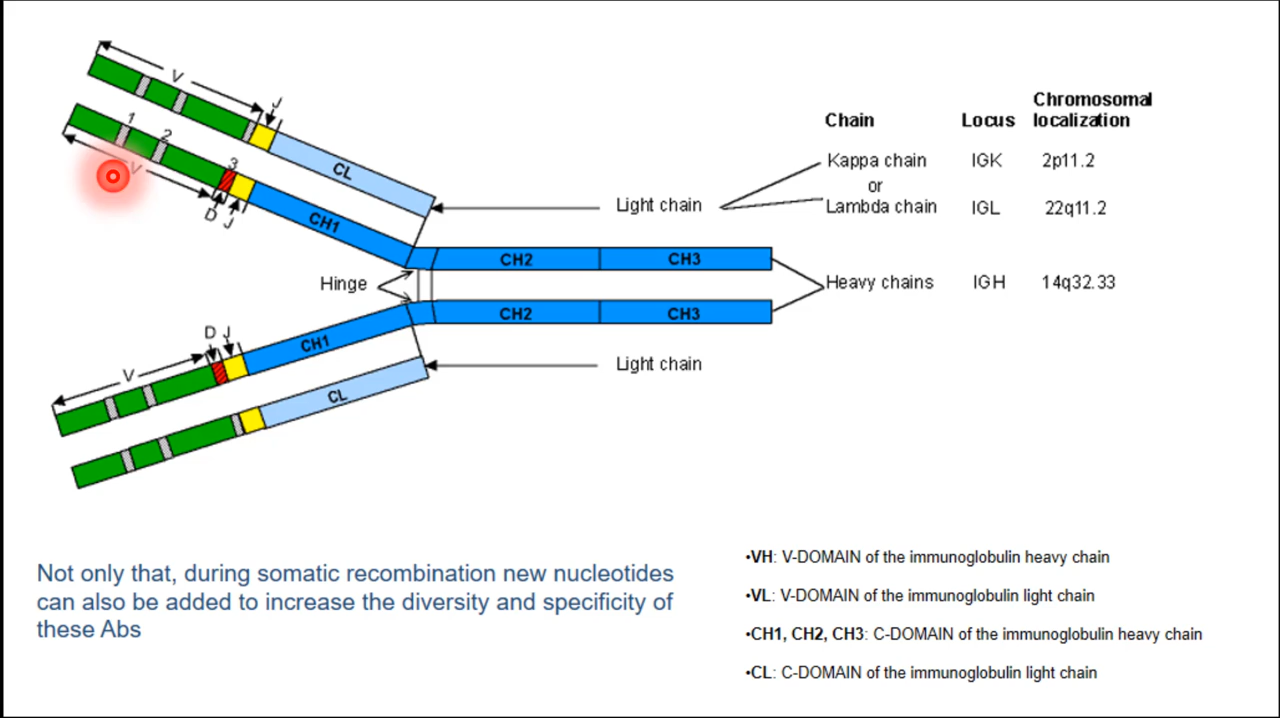 V
J
1
2
V
3
D
J
CL
CH1
Hinge
CH2
CH3
CH2
CH3
D J
V
CH1
CL
Light chain
Light chain
Chain
Locus
Chromosomal
localization
Kappa chain
IGK
2p11.2
or
Lambda chain
IGL
22q11.2
Heavy chains
IGH
14q32.33
Not only that, during somatic recombination new nucleotides
can also be added to increase the diversity and specificity of
these Abs
•VH: V-DOMAIN of the immunoglobulin heavy chain
•VL: V-DOMAIN of the immunoglobulin light chain
•CH1, CH2, CH3: C-DOMAIN of the immunoglobulin heavy chain
•CL: C-DOMAIN of the immunoglobulin light chain